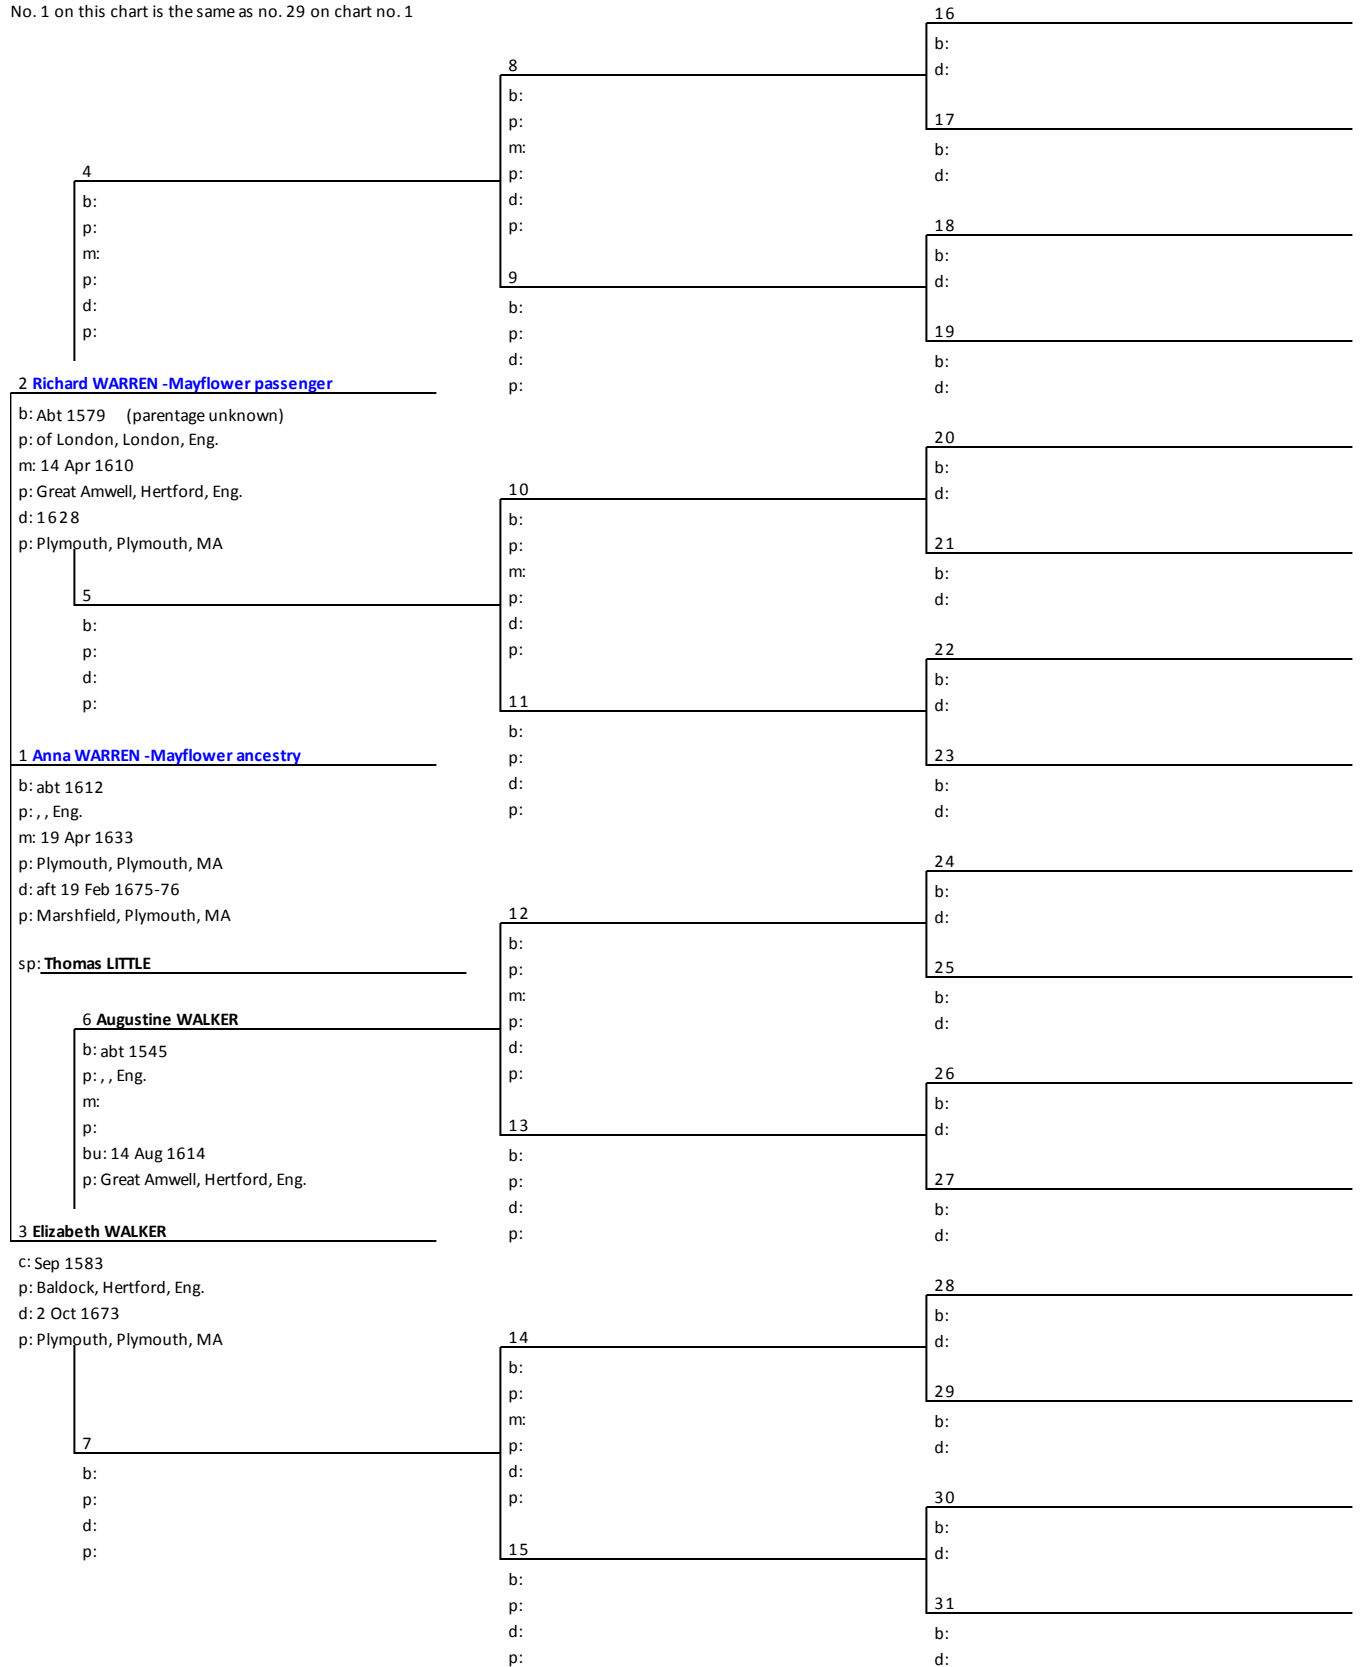 No. 1 on this chart is the same as no. 29 on chart no. 1
16
b:
d:
8
b:
p:
m:
p:
d:
p:
17
b:
d:
4
b:
p:
m:
p:
d:
p:
18
b:
d:
9
b:
p:
d:
p:
19
b:
d:
2 Richard WARREN -Mayflower passenger
b: Abt 1579 (parentage unknown)
p: of London, London, Eng.
m: 14 Apr 1610
p: Great Amwell, Hertford, Eng.
d: 1628
p: Plymouth, Plymouth, MA
20
b:
d:
10
b:
p:
m:
p:
d:
p:
21
b:
d:
5
b:
p:
d:
p:
22
b:
d:
11
b:
p:
d:
p:
23
b:
d:
1 Anna WARREN -Mayflower ancestry
b: abt 1612
p: , , Eng.
m: 19 Apr 1633
p: Plymouth, Plymouth, MA
d: aft 19 Feb 1675-76
p: Marshfield, Plymouth, MA
sp: Thomas LITTLE
24
b:
d:
12
b:
p:
m:
p:
d:
p:
25
b:
d:
6 Augustine WALKER
b: abt 1545
p: , , Eng.
m:
p:
bu: 14 Aug 1614
p: Great Amwell, Hertford, Eng.
26
b:
d:
13
b:
p:
d:
p:
27
b:
d:
3 Elizabeth WALKER
c: Sep 1583
p: Baldock, Hertford, Eng.
d: 2 Oct 1673
p: Plymouth, Plymouth, MA
28
b:
d:
14
b:
p:
m:
p:
d:
p:
29
b:
d:
7
b:
p:
d:
p:
30
b:
d:
15
b:
p:
d:
p:
31
b:
d: